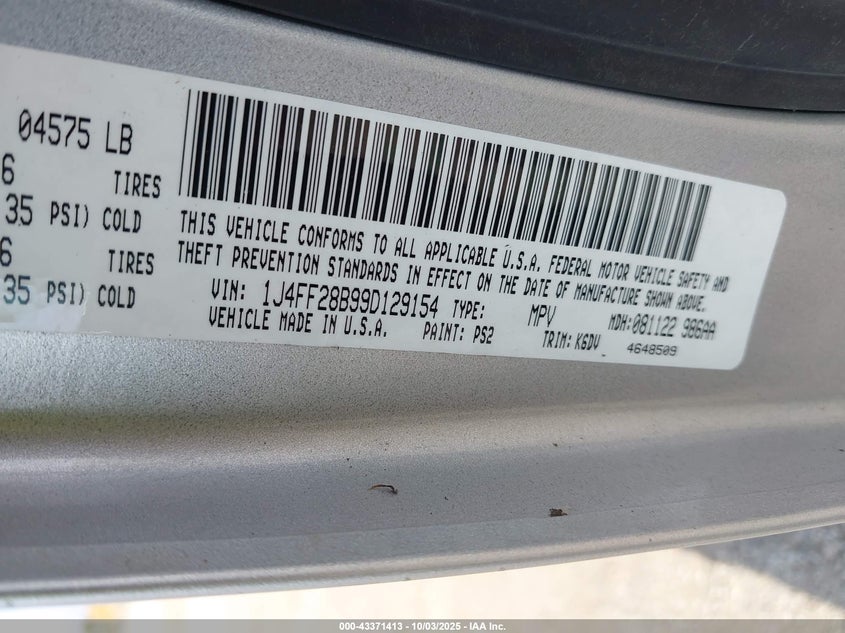 04575 LB
6 TIRES
35 PSI) COLD
6 TIRES
35 PSI) COLD
THIS VEHICLE CONFORMS TO ALL APPLICABLE U.S.A. FEDERAL MOTOR VEHICLE SAFETY AND
THEFT PREVENTION STANDARDS IN EFFECT ON THE DATE OF MANUFACTURE SHOWN ABOVE.
VIN: 1J4FF28B99D129154 TYPE: MPV MDH:081122 986AA
VEHICLE MADE IN U.S.A. PAINT: PS2 TRIM: K6DV 4648509
000-43371413 - 10/03/2025 - IAA Inc.